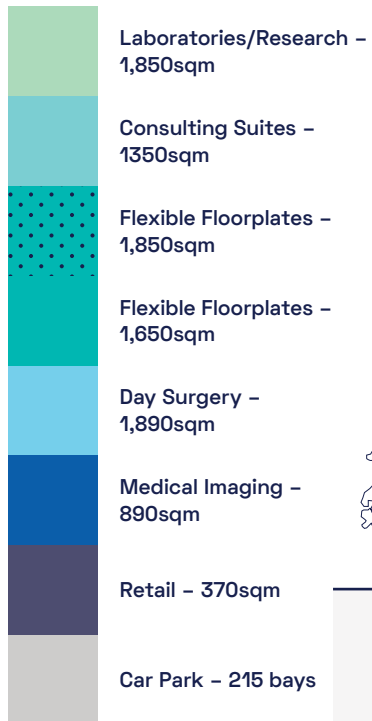 Laboratories/Research –
1,850sqm
Consulting Suites –
1350sqm
Flexible Floorplates –
1,850sqm
Flexible Floorplates –
1,650sqm
Day Surgery –
1,890sqm
Medical Imaging –
890sqm
Retail – 370sqm
Car Park – 215 bays